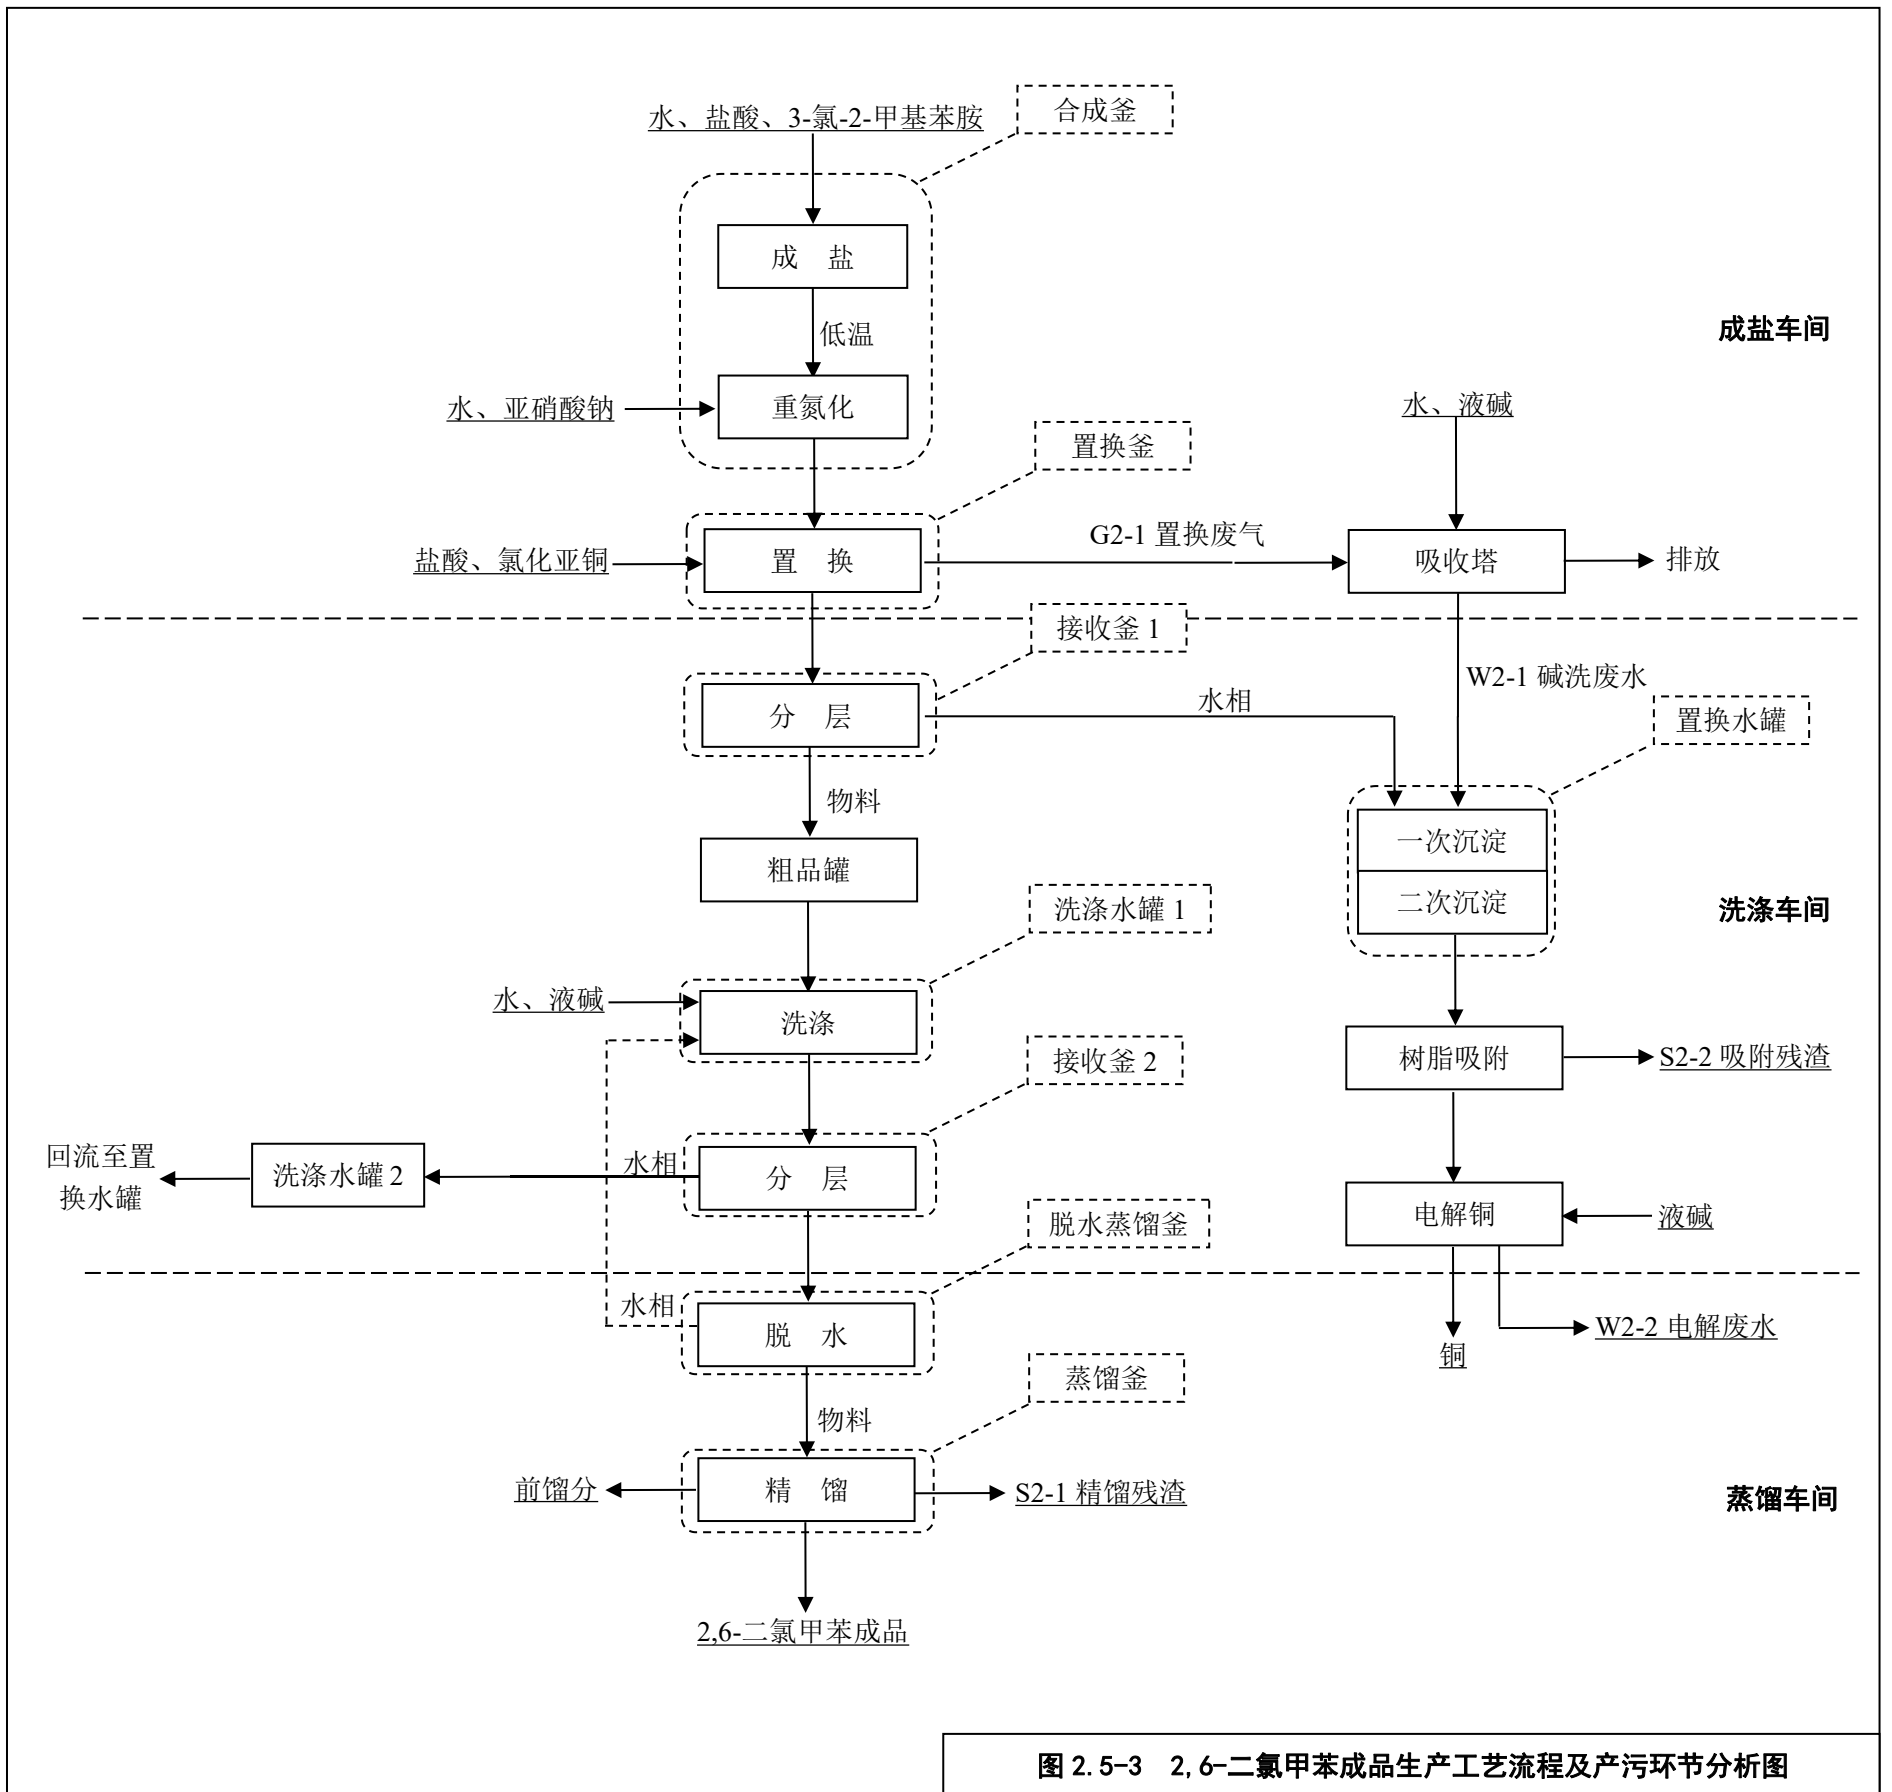 合成釜
水、盐酸、3-氯-2-甲基苯胺
成 盐
低温
成盐车间
水、亚硝酸钠
重氮化
水、液碱
置换釜
G2-1 置换废气
盐酸、氯化亚铜
置 换
吸收塔
排放
接收釜 1
W2-1 碱洗废水
水相
分 层
置换水罐
物料
一次沉淀
粗品罐
二次沉淀
洗涤水罐 1
洗涤车间
水、液碱
洗涤
接收釜 2
树脂吸附
S2-2 吸附残渣
回流至置
换水罐
洗涤水罐 2
水相
分 层
脱水蒸馏釜
电解铜
液碱
水相
脱 水
W2-2 电解废水
铜
蒸馏釜
物料
前馏分
精 馏
S2-1 精馏残渣
蒸馏车间
2,6-二氯甲苯成品
图 2.5-3 2,6-二氯甲苯成品生产工艺流程及产污环节分析图